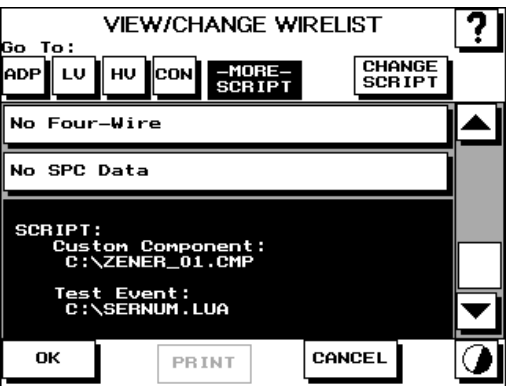 VIEW/CHANGE WIRELIST
?
Go To:
ADP LV HV CON —MORE— SCRIPT
CHANGE SCRIPT
No Four-Wire
No SPC Data
SCRIPT:
Custom Component:
C:\ZENER_01.CMP
Test Event:
C:\SERNUM.LUA
OK PRINT CANCEL